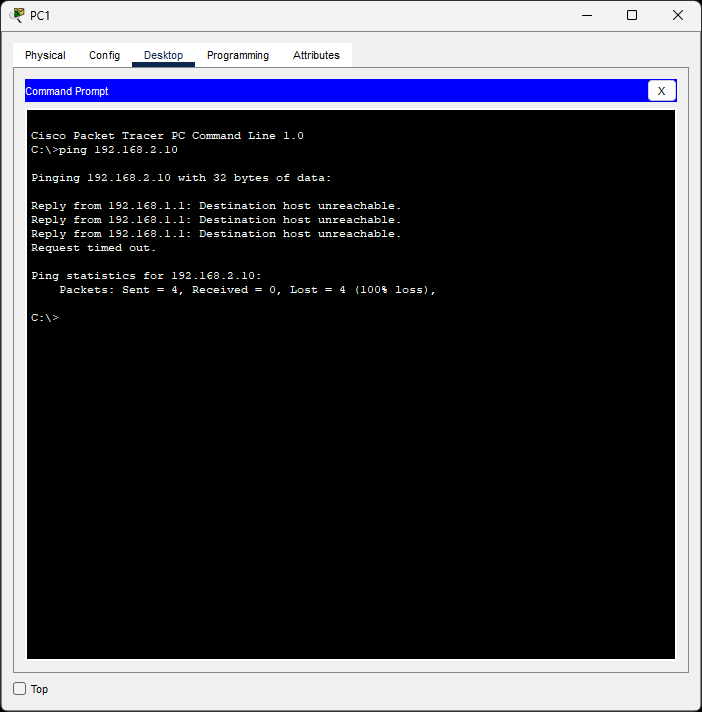 PC1
Physical Config Desktop Programming Attributes
Command Prompt X
Cisco Packet Tracer PC Command Line 1.0
C:\>ping 192.168.2.10
Pinging 192.168.2.10 with 32 bytes of data:
Reply from 192.168.1.1: Destination host unreachable.
Reply from 192.168.1.1: Destination host unreachable.
Reply from 192.168.1.1: Destination host unreachable.
Request timed out.
Ping statistics for 192.168.2.10:
    Packets: Sent = 4, Received = 0, Lost = 4 (100% loss),
C:\>
Top